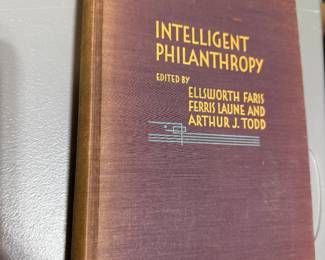 INTELLIGENT
PHILANTHROPY
EDITED BY
ELLSWORTH FARIS
FERRIS LAUNE AND
ARTHUR J. TODD